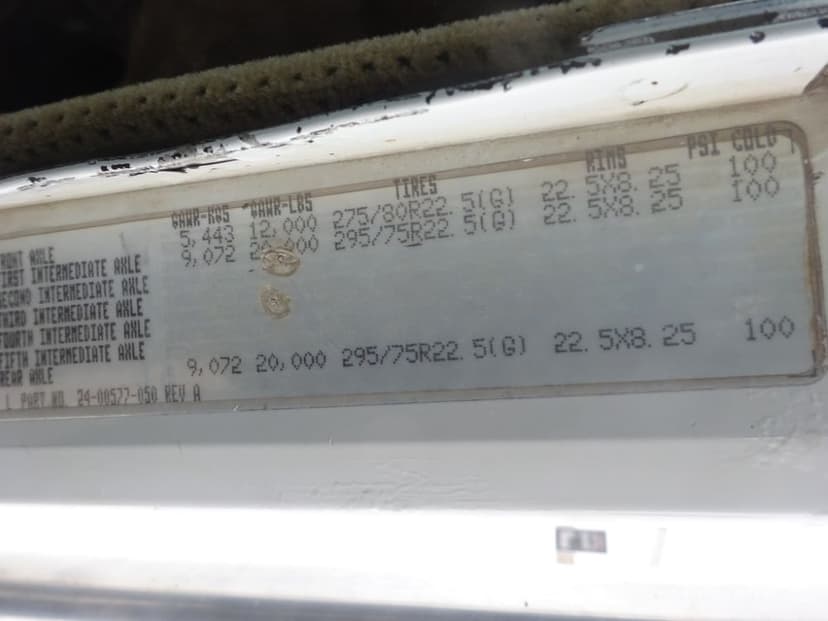 GAWR-KGS GAWR-LBS TIRES RIMS PSI COLD
RONT AXLE 5,443 12,000 275/80R22.5(G) 22.5X8.25 100
FIRST INTERMEDIATE AXLE 9,072 20,000 295/75R22.5(G) 22.5X8.25 100
SECOND INTERMEDIATE AXLE
THIRD INTERMEDIATE AXLE
FOURTH INTERMEDIATE AXLE
FIFTH INTERMEDIATE AXLE
REAR AXLE 9,072 20,000 295/75R22.5(G) 22.5X8.25 100
L PART NO. 24-00577-050 REV A